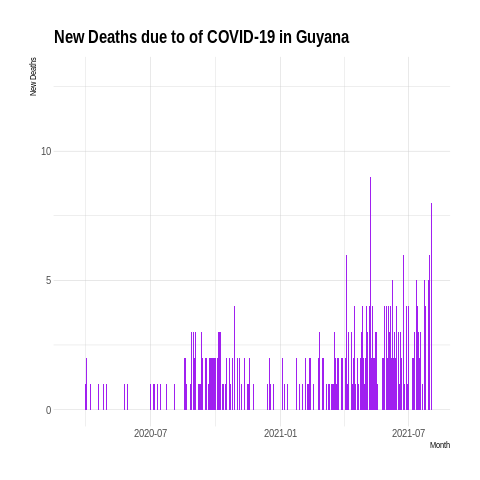 New Deaths due to of COVID-19 in Guyana
New Deaths
10
5
0
2020-07
2021-01
2021-07
Month